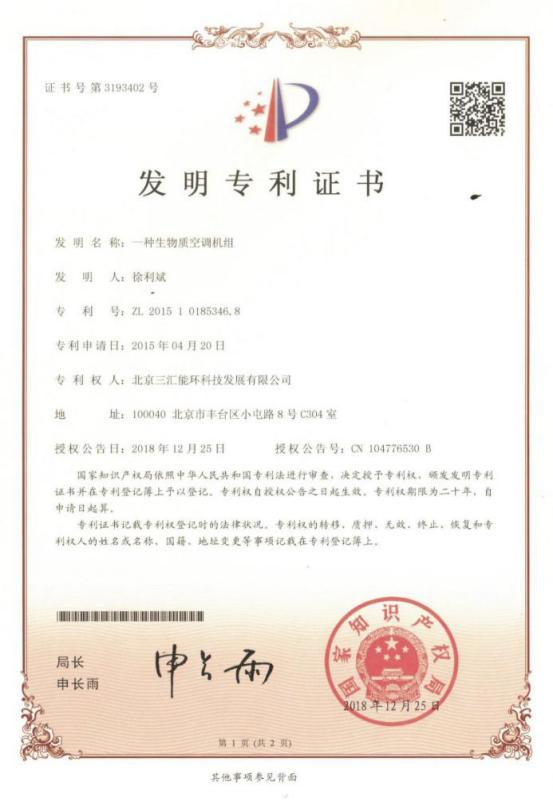 证书号第3193402号
发明专利证书
发明名称：一种生物质空调机组
发明人：徐利斌
专利号：ZL 2015 1 0185346.8
专利申请日：2015年04月20日
专利权人：北京三汇能环科技发展有限公司
地址：100040 北京市丰台区小屯路8号C304室
授权公告日：2018年12月25日 授权公告号：CN 104776530 B
国家知识产权局依照中华人民共和国专利法进行审查，决定授予专利权，颁发发明专利
证书并在专利登记簿上予以登记。专利权自授权公告之日起生效。专利权期限为二十年，自
申请日起算。
专利证书记载专利权登记时的法律状况。专利权的转移、质押、无效、终止、恢复和专
利权人的姓名或名称、国籍、地址变更等事项记载在专利登记簿上。
局长
申长雨
申长雨
国家知识产权局
2018年12月25日
第1页(共2页)
其他事项参见背面